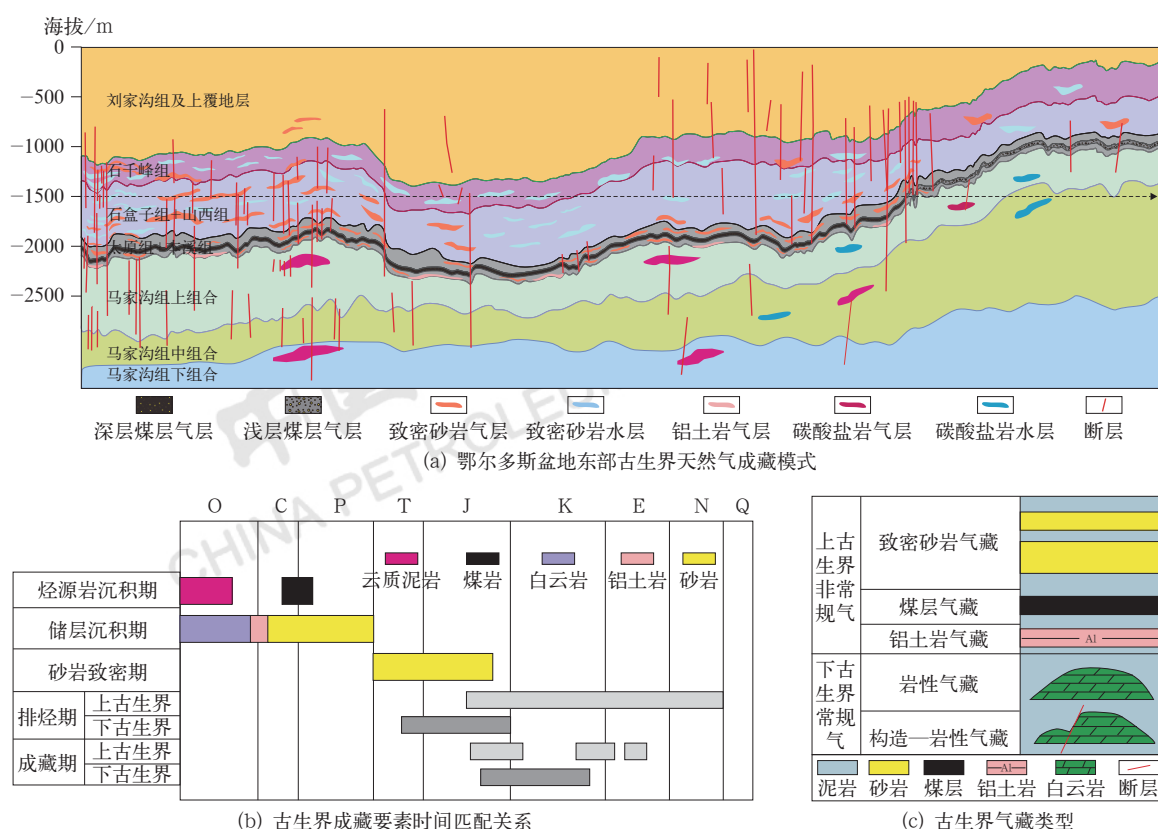 海拔/m
0
−500
−1000
−1500
−2000
−2500
刘家沟组及上覆地层
石千峰组
石盒子组—山西组
太原组—本溪组
马家沟组上组合
马家沟组中组合
马家沟组下组合
深层煤层气层 浅层煤层气层 致密砂岩气层 致密砂岩水层 铝土岩气层 碳酸盐岩气层 碳酸盐岩水层 断层
(a) 鄂尔多斯盆地东部古生界天然气成藏模式
CHINA PETROLEU
O C P T J K E N Q
云质泥岩 煤岩 白云岩 铝土岩 砂岩
烃源岩沉积期
储层沉积期
砂岩致密期
排烃期 上古生界
下古生界
成藏期 上古生界
下古生界
(b) 古生界成藏要素时间匹配关系
上古生界非常规气
致密砂岩气藏
煤层气藏
铝土岩气藏
Al
下古生界常规气
岩性气藏
构造—岩性气藏
Al
泥岩 砂岩 煤层 铝土岩 白云岩 断层
(c) 古生界气藏类型